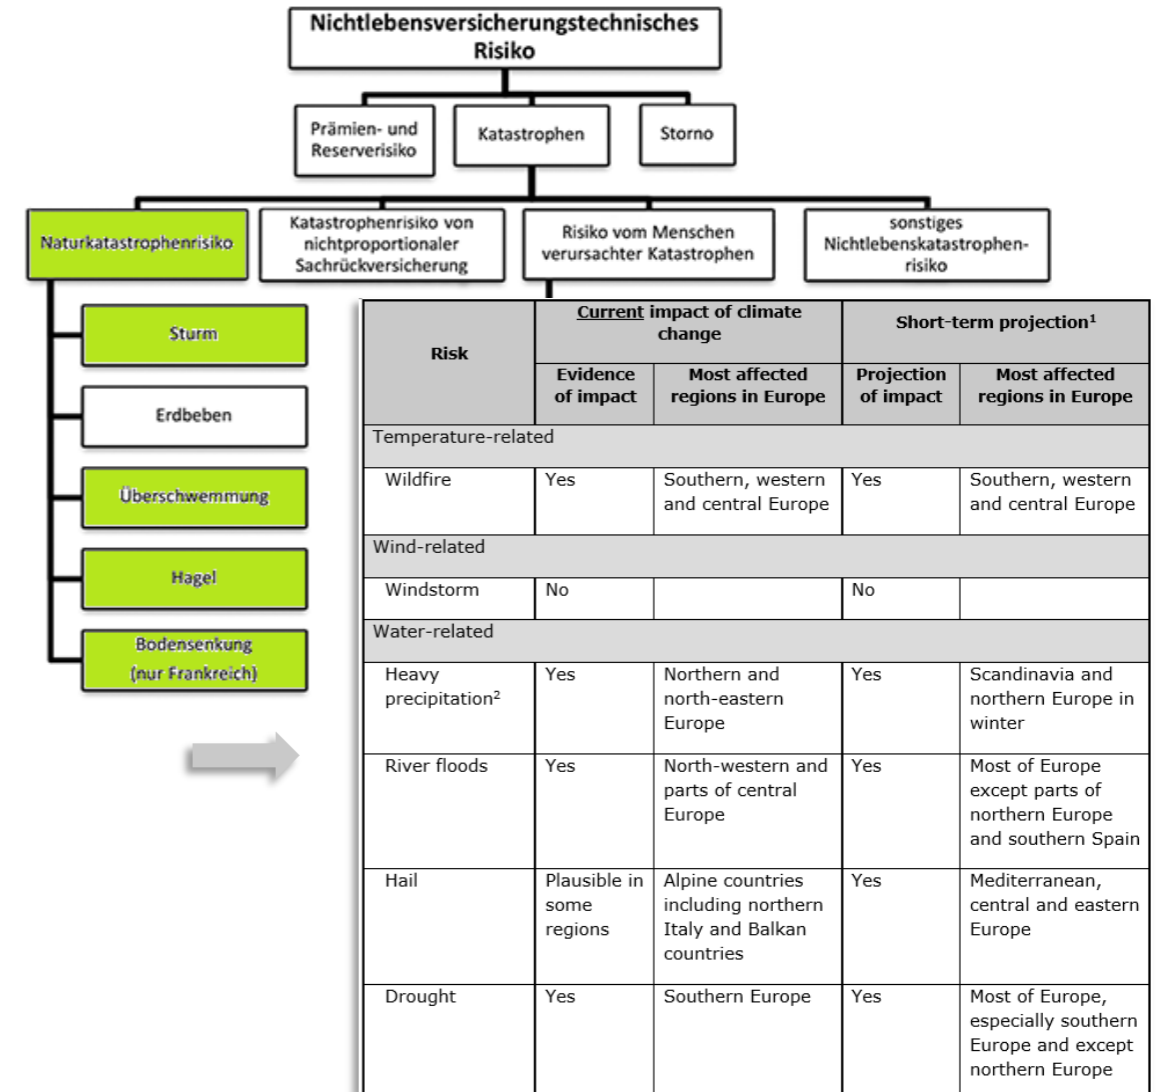 Nichtlebensversicherungstechnisches
Risiko
Prämien- und
Reserverisiko
Katastrophen
Storno
Naturkatastrophenrisiko
Katastrophenrisiko von
nichtproportionaler
Sachrückversicherung
Risiko vom Menschen
verursachter Katastrophen
sonstiges
Nichtlebenskatastrophen-
risiko
Sturm
Erdbeben
Überschwemmung
Hagel
Bodensenkung
(nur Frankreich)
Risk
Current impact of climate
change
Short-term projection¹
Evidence
of impact
Most affected
regions in Europe
Projection
of impact
Most affected
regions in Europe
Temperature-related
Wildfire
Yes
Southern, western
and central Europe
Yes
Southern, western
and central Europe
Wind-related
Windstorm
No
No
Water-related
Heavy
precipitation²
Yes
Northern and
north-eastern
Europe
Yes
Scandinavia and
northern Europe in
winter
River floods
Yes
North-western and
parts of central
Europe
Yes
Most of Europe
except parts of
northern Europe
and southern Spain
Hail
Plausible in
some
regions
Alpine countries
including northern
Italy and Balkan
countries
Yes
Mediterranean,
central and eastern
Europe
Drought
Yes
Southern Europe
Yes
Most of Europe,
especially southern
Europe and except
northern Europe